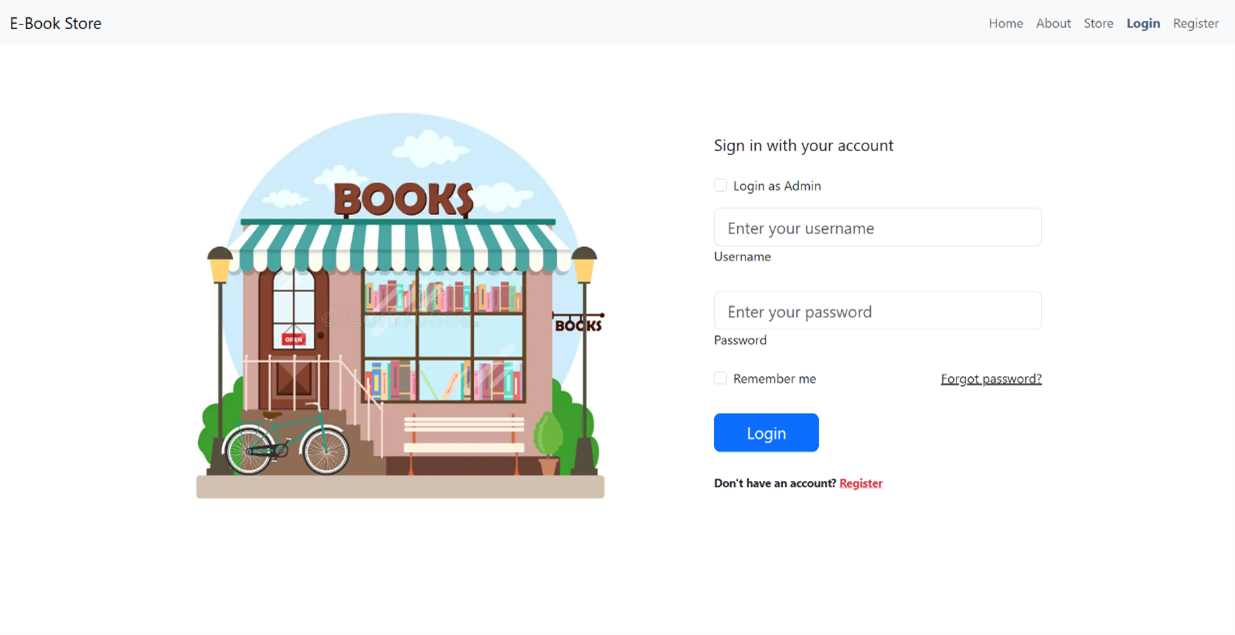 E-Book Store
Home About Store Login Register
BOOKS
OPEN
BOOKS
Sign in with your account
Login as Admin
Enter your username
Username
Enter your password
Password
Remember me Forgot password?
Login
Don't have an account? Register